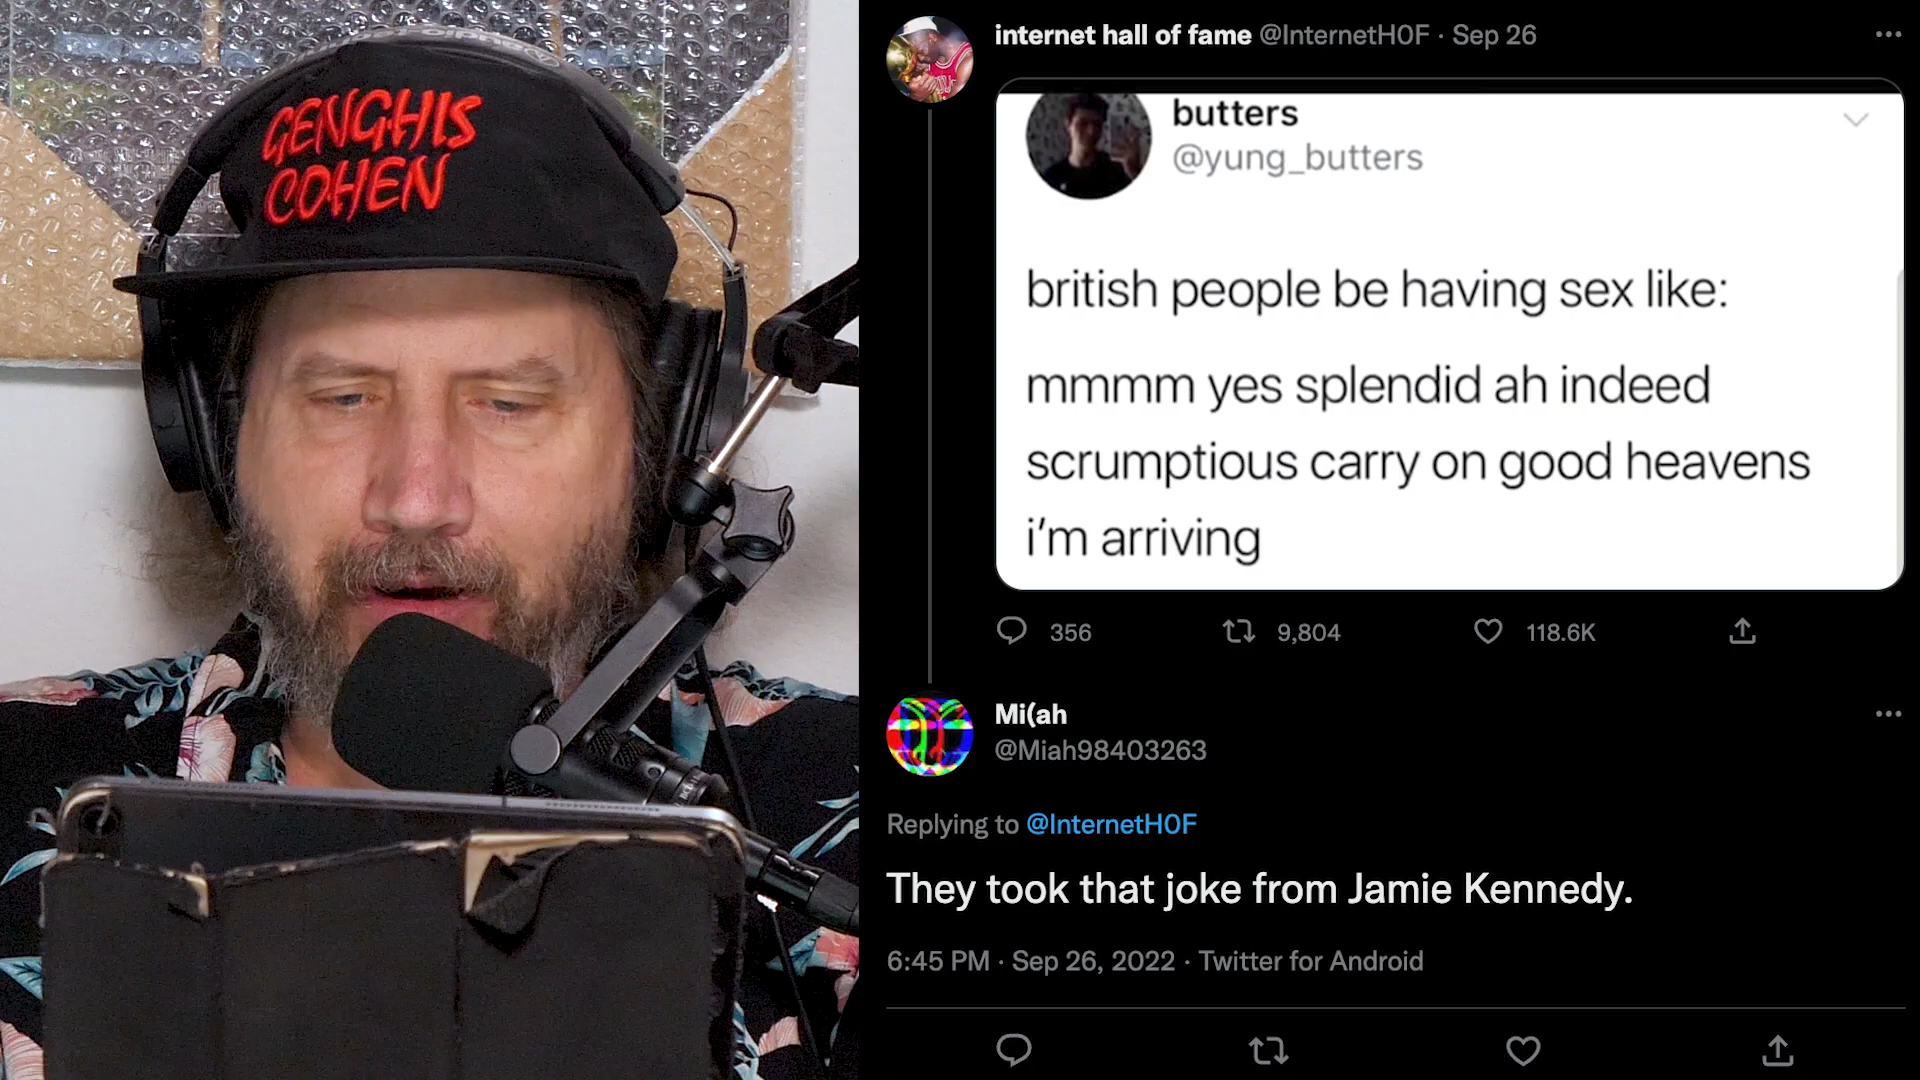 GENGHIS
COHEN
internet hall of fame @InternetH0F · Sep 26
butters
@yung_butters
british people be having sex like:
mmmm yes splendid ah indeed
scrumptious carry on good heavens
i'm arriving
356 9,804 118.6K
Mi(ah
@Miah98403263
Replying to @InternetH0F
They took that joke from Jamie Kennedy.
6:45 PM · Sep 26, 2022 · Twitter for Android